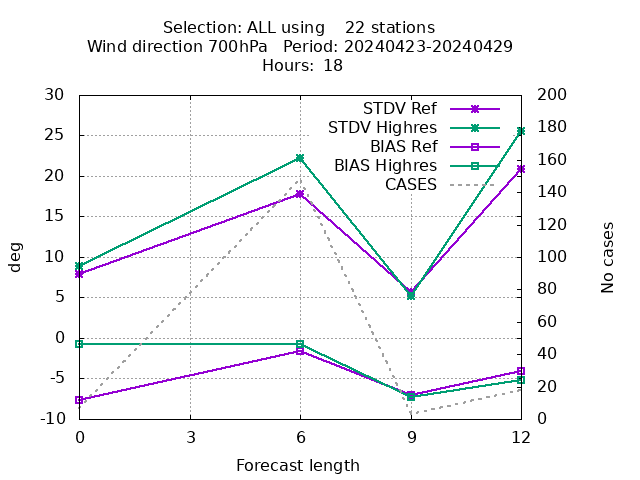 Selection: ALL using    22 stations
Wind direction 700hPa   Period: 20240423-20240429
Hours: 18
STDV Ref
STDV Highres
BIAS Ref
BIAS Highres
CASES
30
25
20
15
10
5
0
-5
-10
200
180
160
140
120
100
80
60
40
20
0
deg
No cases
0 3 6 9 12
Forecast length